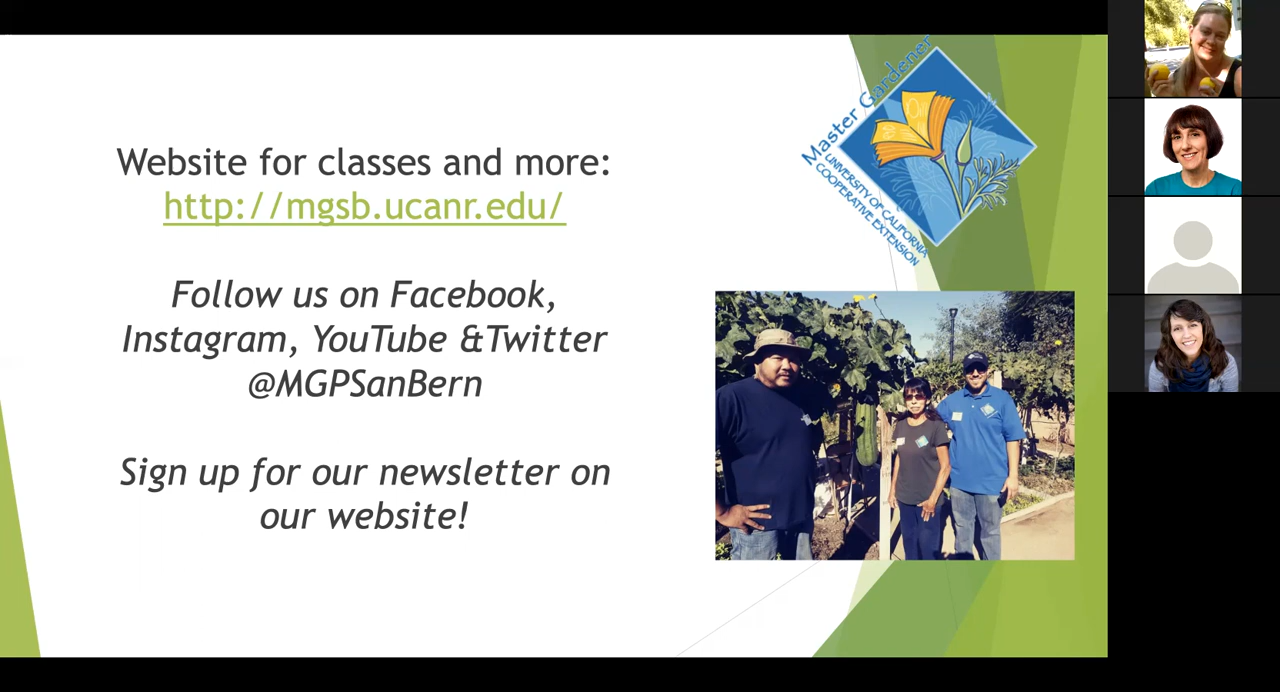 Website for classes and more:
http://mgsb.ucanr.edu/
Follow us on Facebook,
Instagram, YouTube &Twitter
@MGPSanBern
Sign up for our newsletter on
our website!
Master Gardener
UNIVERSITY OF CALIFORNIA
COOPERATIVE EXTENSION